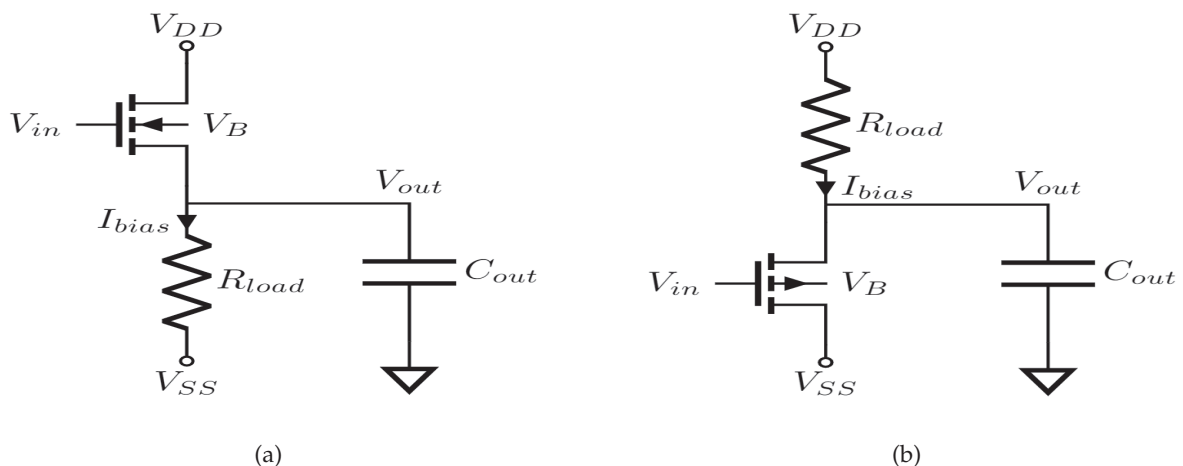 V_{DD}
V_{in}
V_B
V_{out}
I_{bias}
R_{load}
C_{out}
V_{SS}
(a)
V_{DD}
R_{load}
I_{bias}
V_{out}
V_{in}
V_B
C_{out}
V_{SS}
(b)